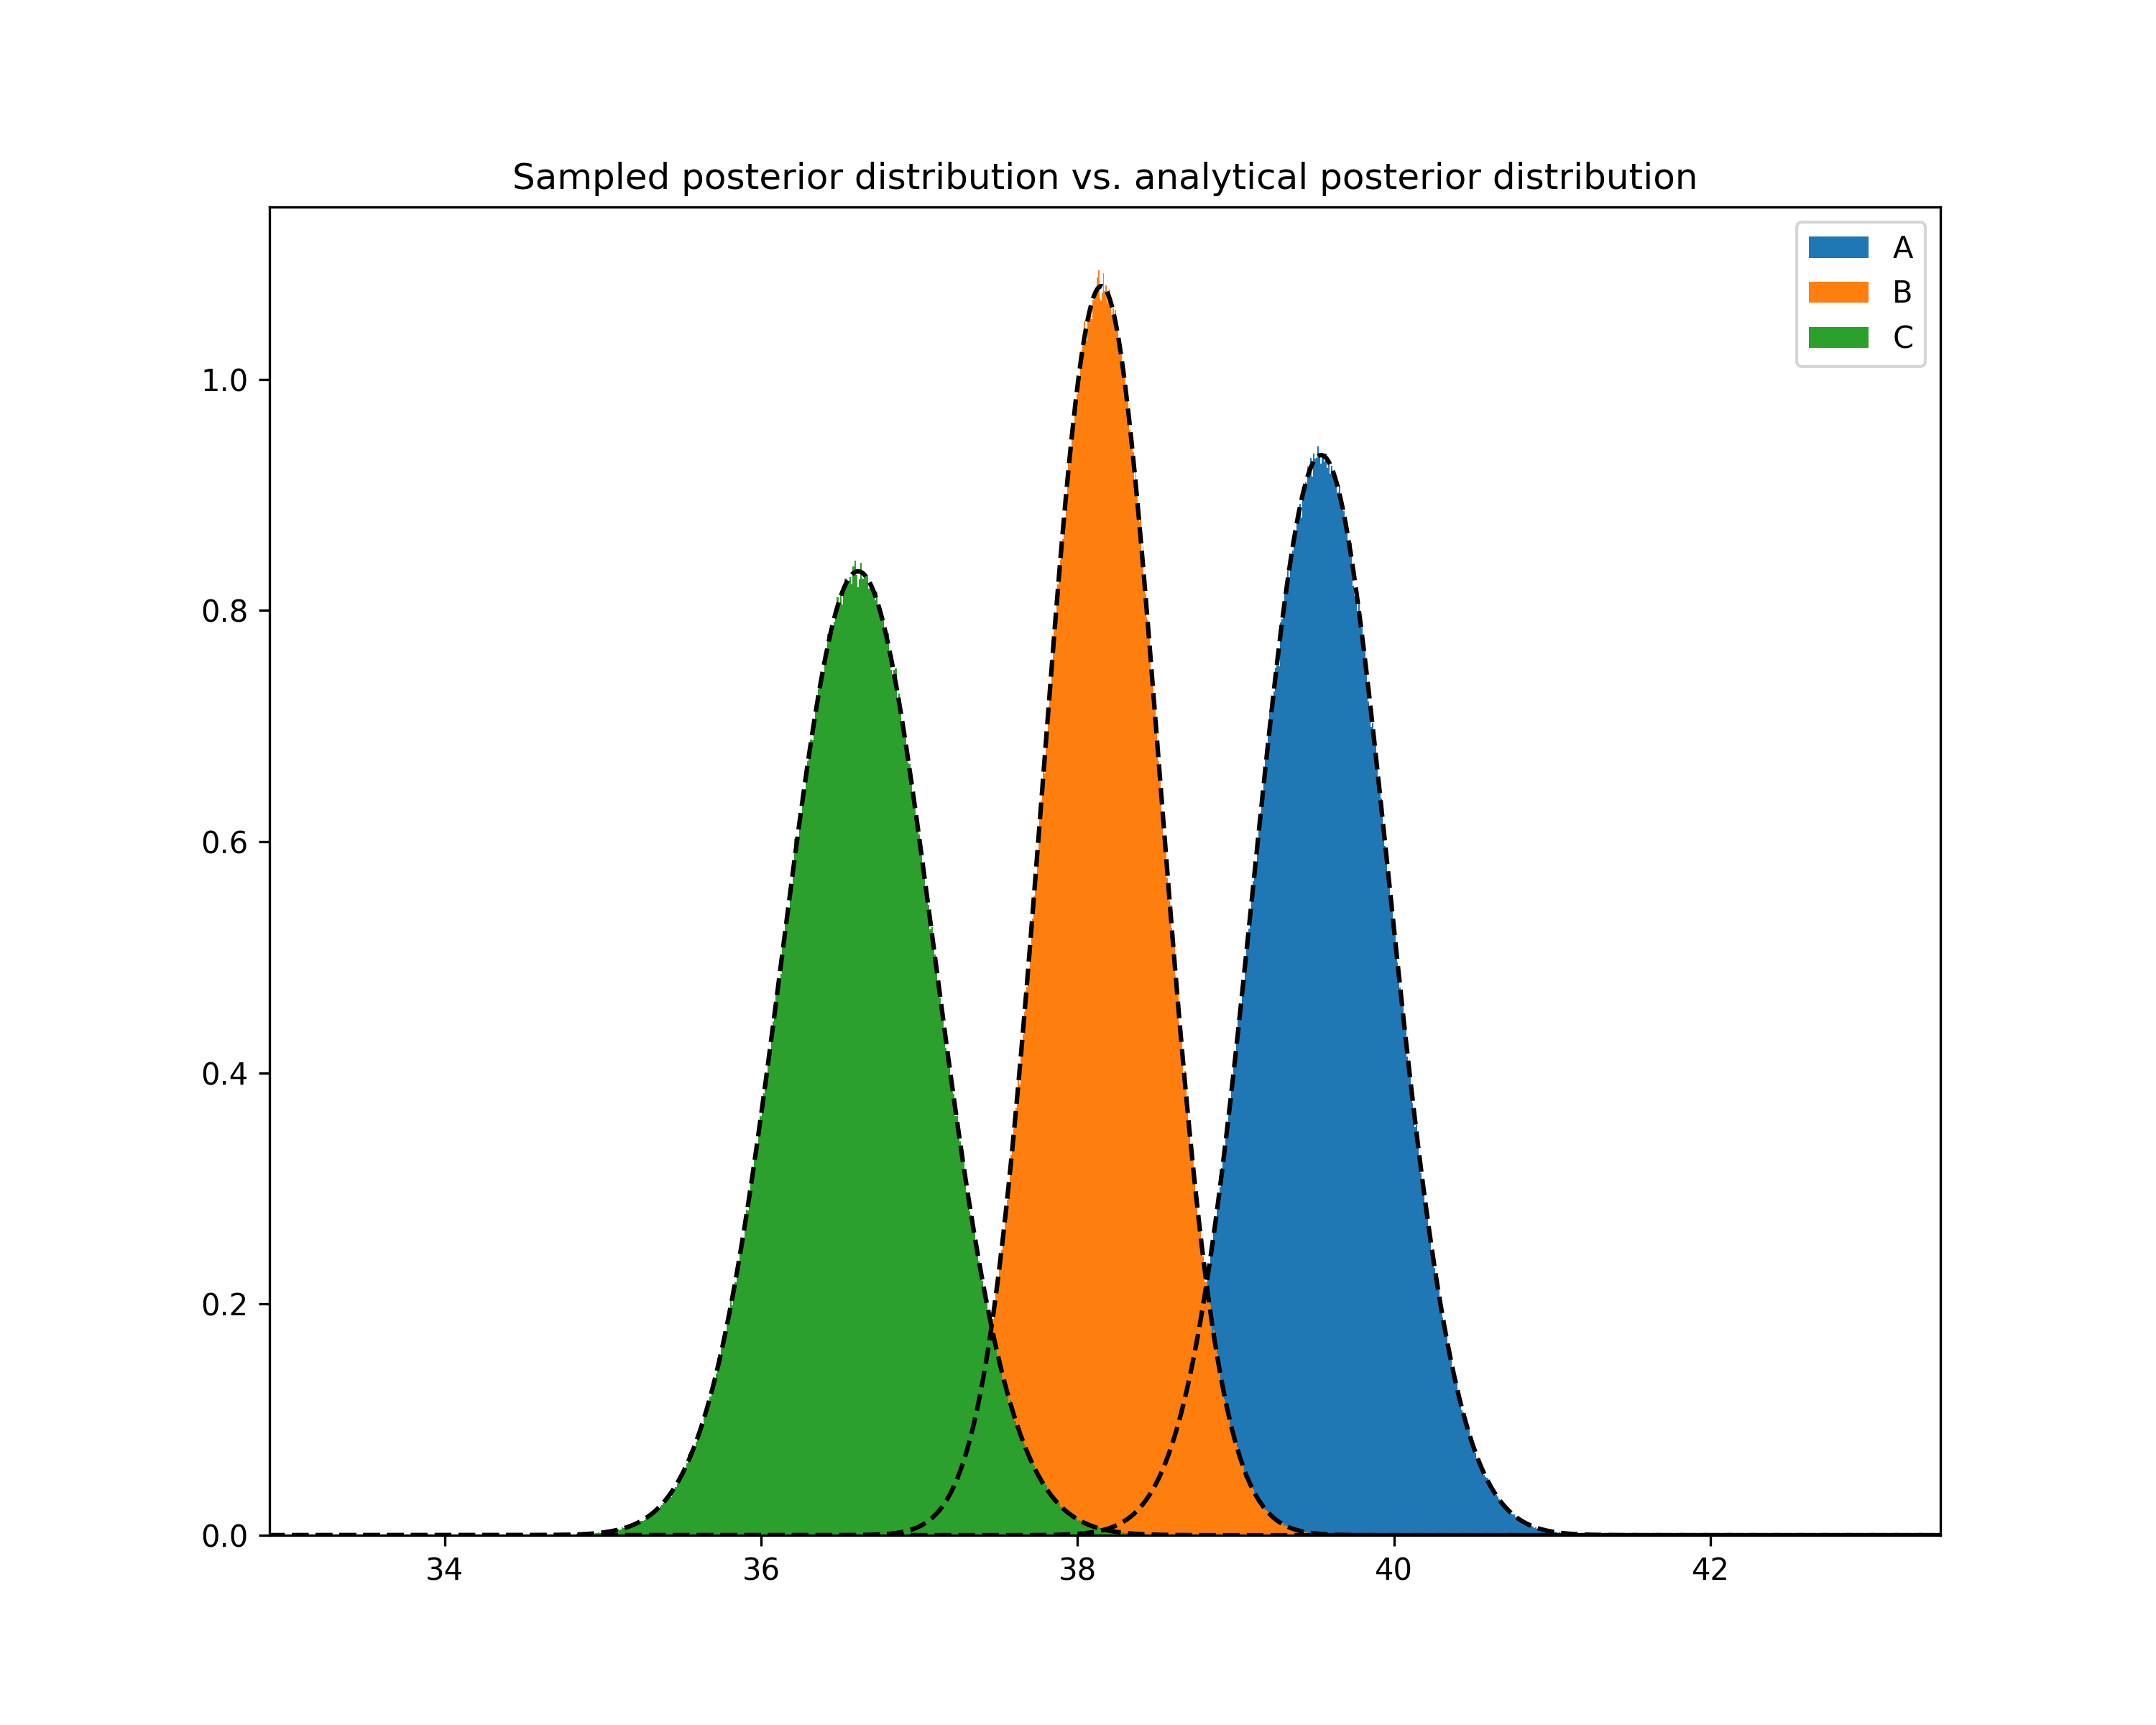 Sampled posterior distribution vs. analytical posterior distribution
A
B
C
1.0
0.8
0.6
0.4
0.2
0.0
34 36 38 40 42